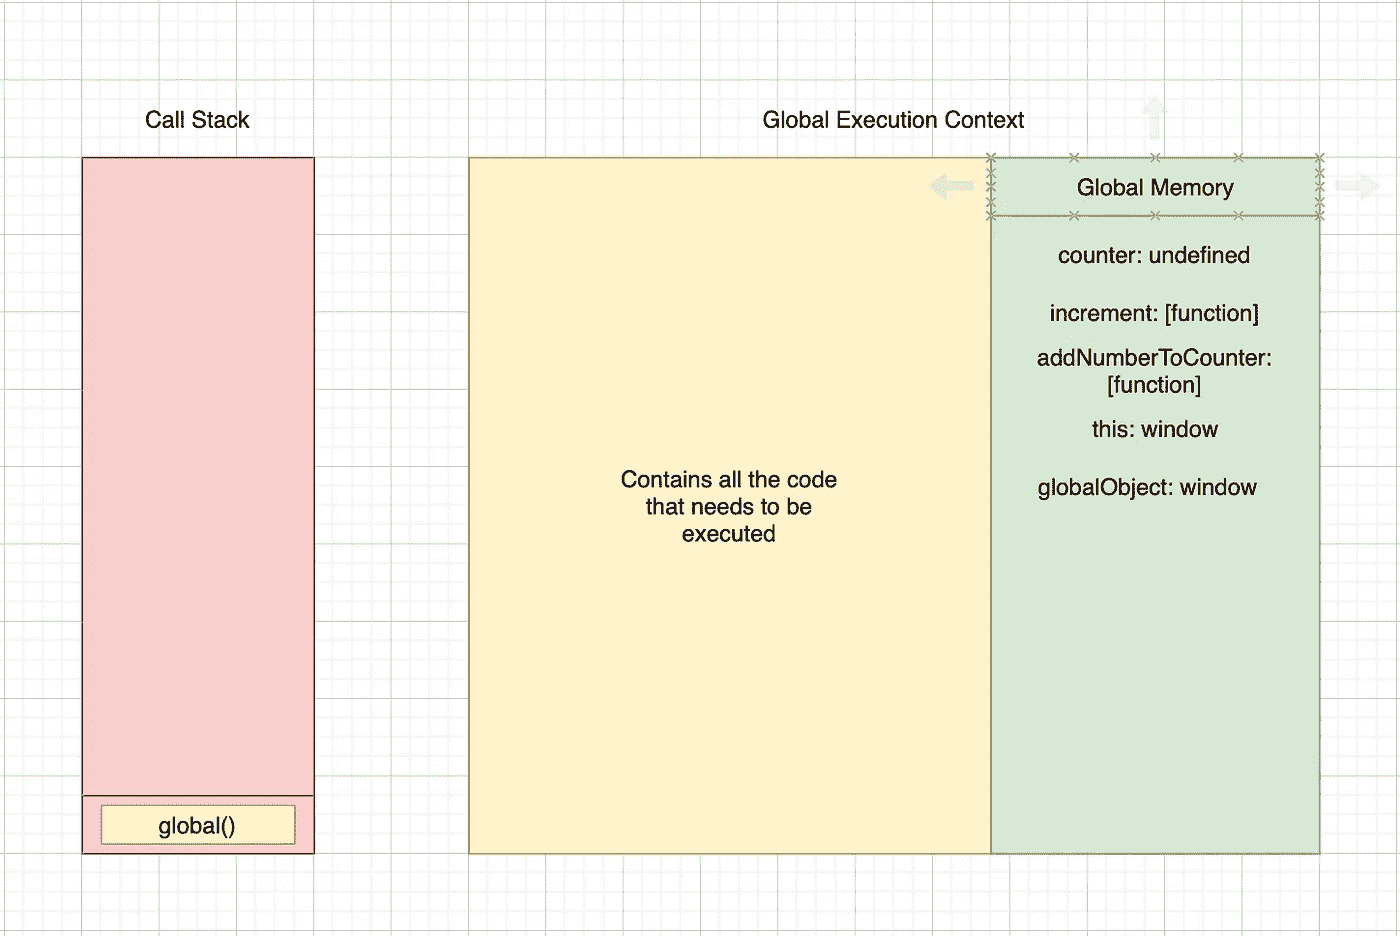 Call Stack
Global Execution Context
Global Memory
counter: undefined
increment: [function]
addNumberToCounter:
[function]
this: window
globalObject: window
Contains all the code
that needs to be
executed
global()